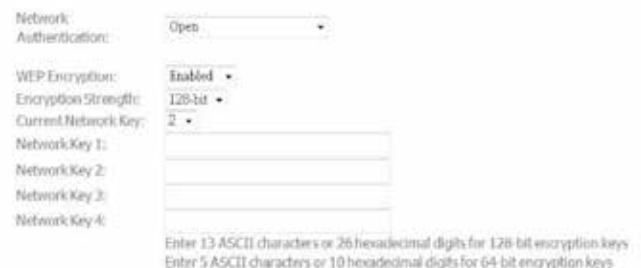 Network
Authentication:
Open
WEP Encryption: Enabled
Encryption Strength: 128-bit
Current Network Key: 2
Network Key 1:
Network Key 2:
Network Key 3:
Network Key 4:
Enter 13 ASCII characters or 26 hexadecimal digits for 128-bit encryption keys
Enter 5 ASCII characters or 10 hexadecimal digits for 64-bit encryption keys